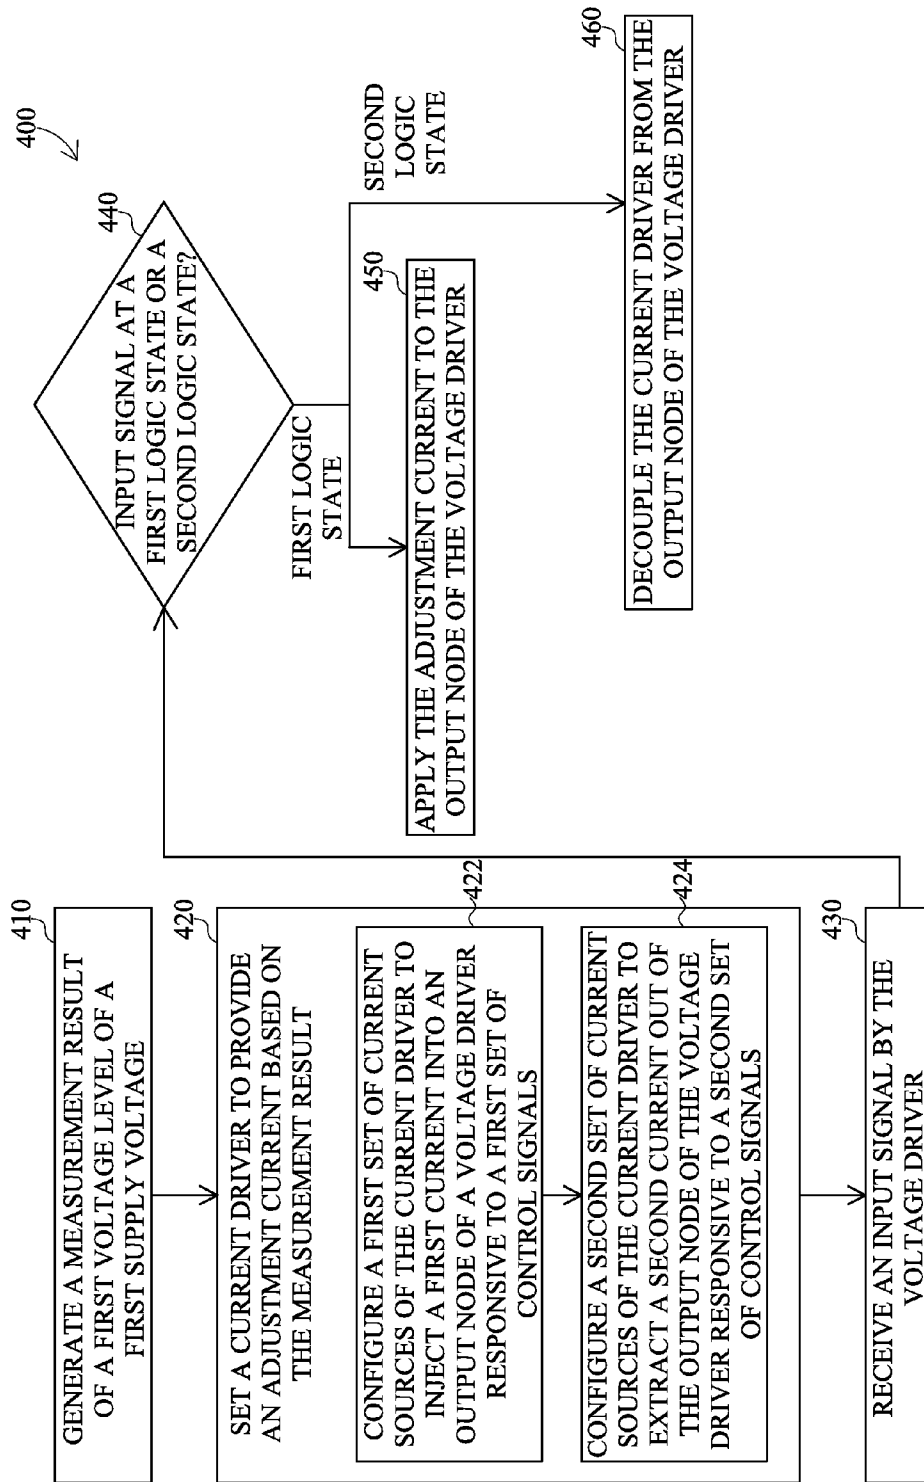 400
410
GENERATE A MEASUREMENT RESULT
OF A FIRST VOLTAGE LEVEL OF A
FIRST SUPPLY VOLTAGE
420
SET A CURRENT DRIVER TO PROVIDE
AN ADJUSTMENT CURRENT BASED ON
THE MEASUREMENT RESULT
422
CONFIGURE A FIRST SET OF CURRENT
SOURCES OF THE CURRENT DRIVER TO
INJECT A FIRST CURRENT INTO AN
OUTPUT NODE OF A VOLTAGE DRIVER
RESPONSIVE TO A FIRST SET OF
CONTROL SIGNALS
424
CONFIGURE A SECOND SET OF CURRENT
SOURCES OF THE CURRENT DRIVER TO
EXTRACT A SECOND CURRENT OUT OF
THE OUTPUT NODE OF THE VOLTAGE
DRIVER RESPONSIVE TO A SECOND SET
OF CONTROL SIGNALS
430
RECEIVE AN INPUT SIGNAL BY THE
VOLTAGE DRIVER
440
INPUT SIGNAL AT A
FIRST LOGIC STATE OR A
SECOND LOGIC STATE?
FIRST LOGIC
STATE
SECOND
LOGIC
STATE
450
APPLY THE ADJUSTMENT CURRENT TO THE
OUTPUT NODE OF THE VOLTAGE DRIVER
460
DECOUPLE THE CURRENT DRIVER FROM THE
OUTPUT NODE OF THE VOLTAGE DRIVER